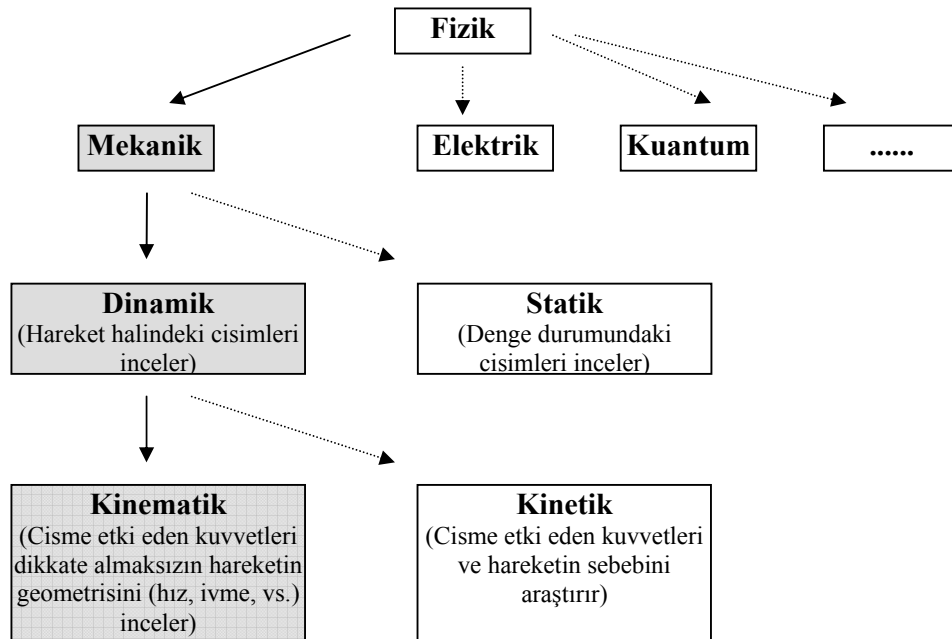 Fizik
Mekanik
Elektrik
Kuantum
......
Dinamik
(Hareket halindeki cisimleri
inceler)
Statik
(Denge durumundaki
cisimleri inceler)
Kinematik
(Cisme etki eden kuvvetleri
dikkate almaksızın hareketin
geometrisini (hız, ivme, vs.)
inceler)
Kinetik
(Cisme etki eden kuvvetleri
ve hareketin sebebini
araştırır)